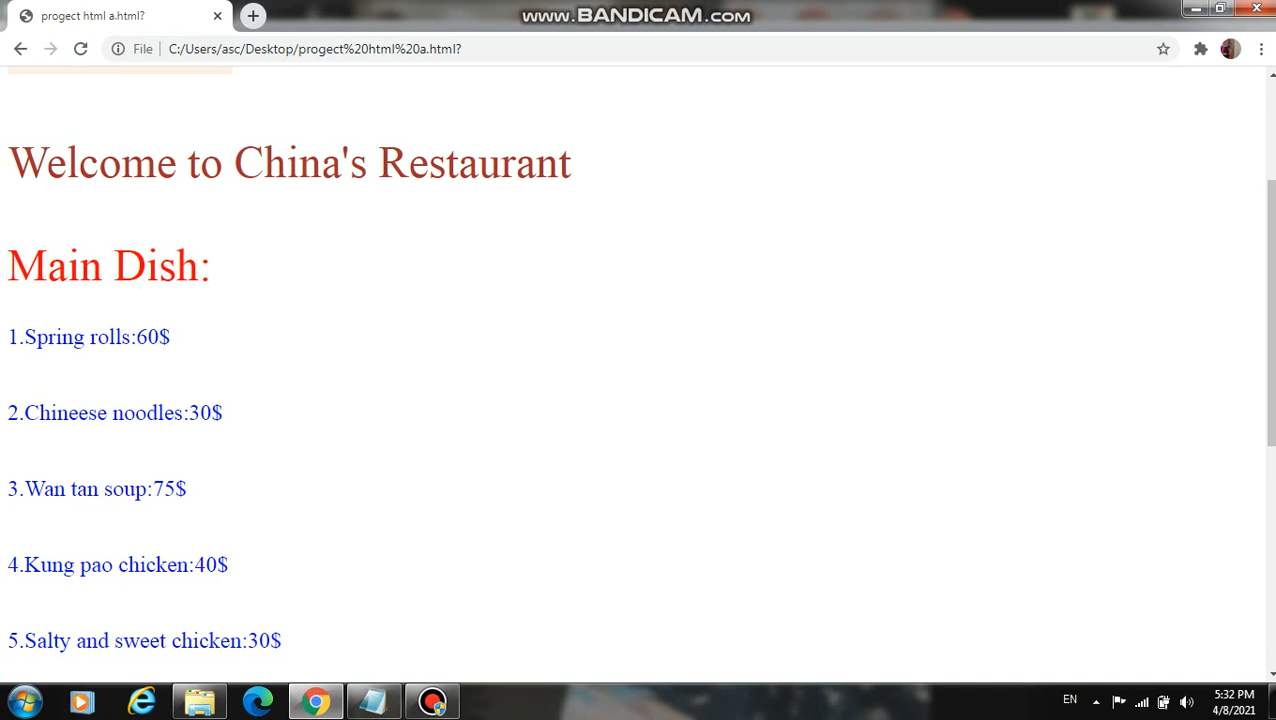 progect html a.html?
www.BANDICAM.com
File
C:/Users/asc/Desktop/progect%20html%20a.html?
Welcome to China's Restaurant
Main Dish:
1.Spring rolls:60$
2.Chineese noodles:30$
3.Wan tan soup:75$
4.Kung pao chicken:40$
5.Salty and sweet chicken:30$
EN
5:32 PM
4/8/2021